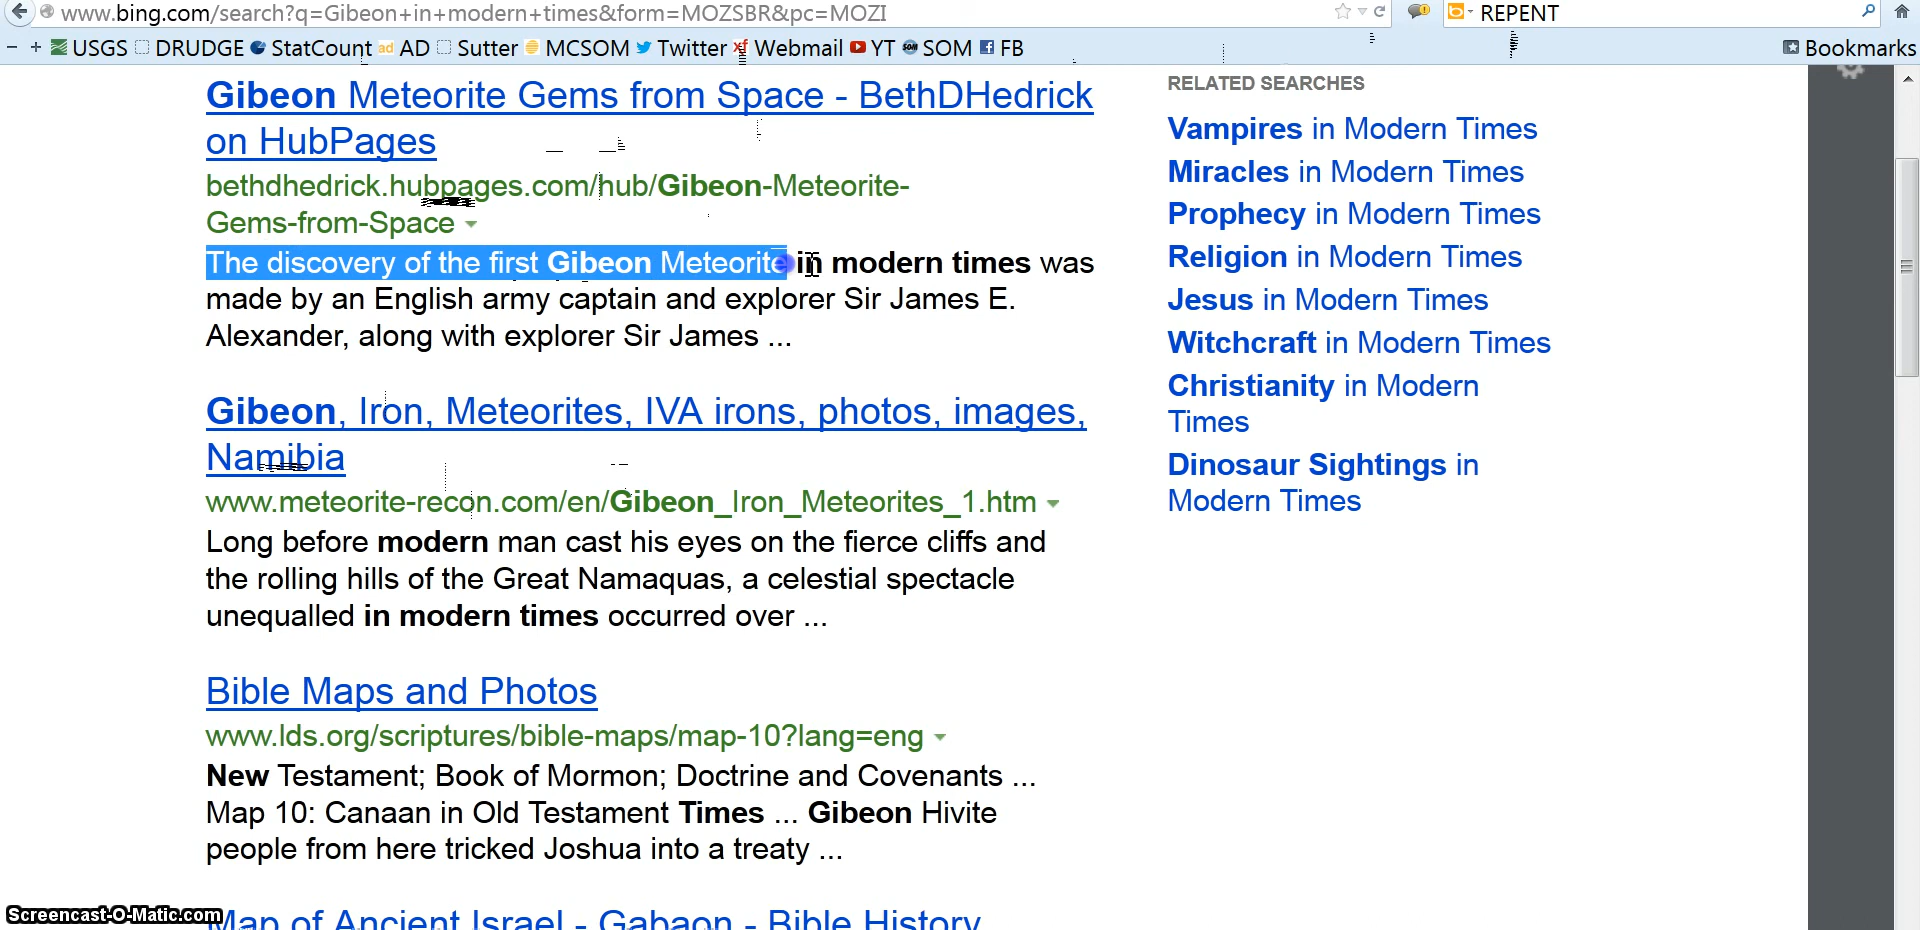 www.bing.com/search?q=Gibeon+in+modern+times&form=MOZSBR&pc=MOZI
REPENT
USGS DRUDGE StatCount ad AD Sutter MCSOM Twitter xf Webmail YT SOM SOM FB Bookmarks
Gibeon Meteorite Gems from Space - BethDHedrick
on HubPages
bethdhedrick.hubpages.com/hub/Gibeon-Meteorite-
Gems-from-Space
The discovery of the first Gibeon Meteorite in modern times was
made by an English army captain and explorer Sir James E.
Alexander, along with explorer Sir James ...
Gibeon, Iron, Meteorites, IVA irons, photos, images,
Namibia
www.meteorite-recon.com/en/Gibeon_Iron_Meteorites_1.htm
Long before modern man cast his eyes on the fierce cliffs and
the rolling hills of the Great Namaquas, a celestial spectacle
unequalled in modern times occurred over ...
Bible Maps and Photos
www.lds.org/scriptures/bible-maps/map-10?lang=eng
New Testament; Book of Mormon; Doctrine and Covenants ...
Map 10: Canaan in Old Testament Times ... Gibeon Hivite
people from here tricked Joshua into a treaty ...
Map of Ancient Israel - Gabaon - Bible History
RELATED SEARCHES
Vampires in Modern Times
Miracles in Modern Times
Prophecy in Modern Times
Religion in Modern Times
Jesus in Modern Times
Witchcraft in Modern Times
Christianity in Modern
Times
Dinosaur Sightings in
Modern Times
Screencast-O-Matic.com